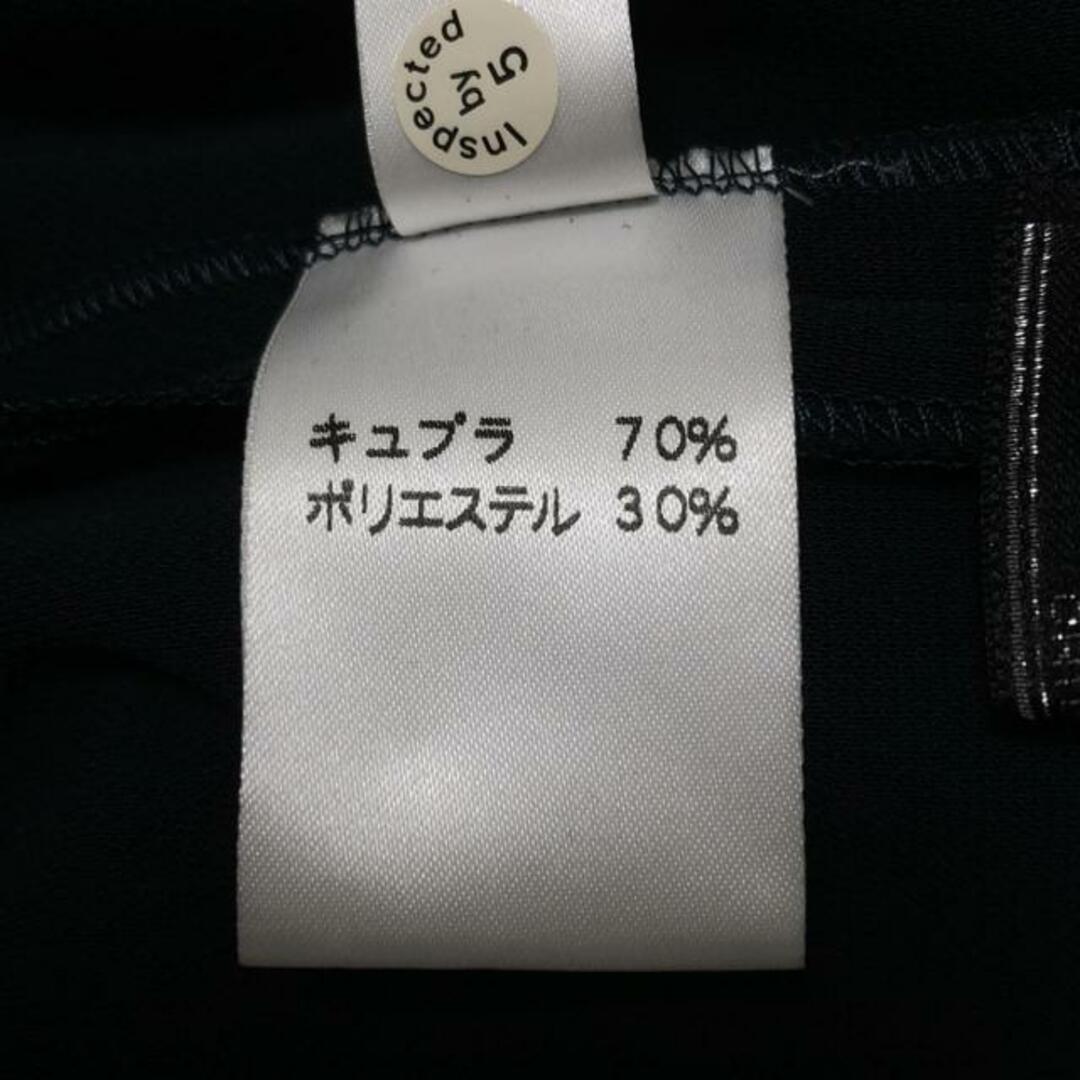 Inspected
by
5
キュプラ 70%
ポリエステル 30%